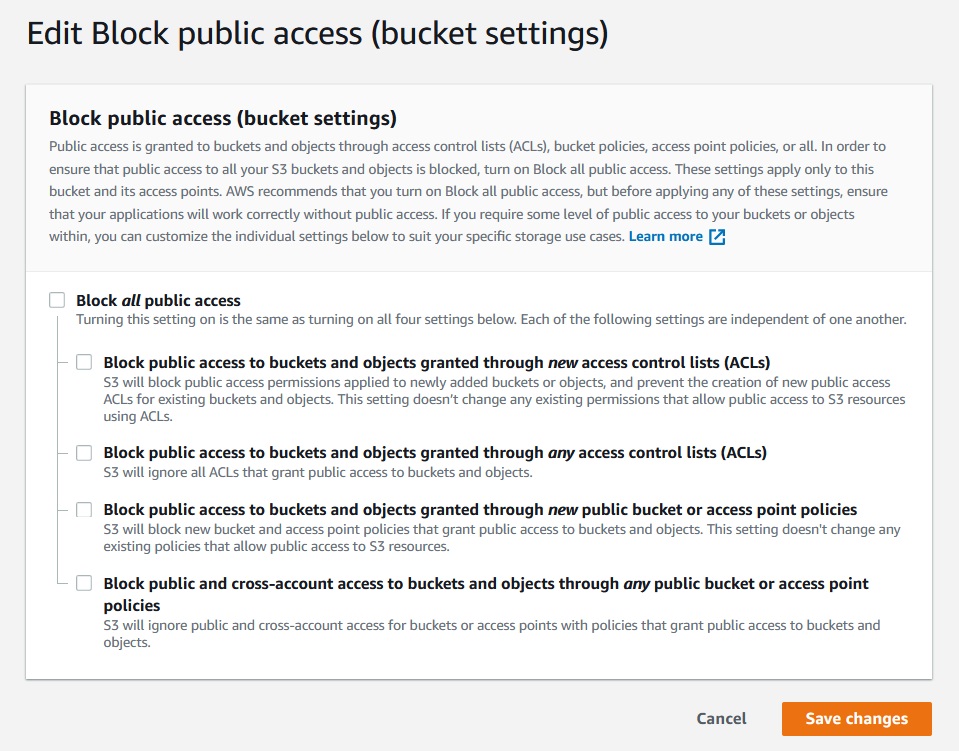 Edit Block public access (bucket settings)
Block public access (bucket settings)
Public access is granted to buckets and objects through access control lists (ACLs), bucket policies, access point policies, or all. In order to
ensure that public access to all your S3 buckets and objects is blocked, turn on Block all public access. These settings apply only to this
bucket and its access points. AWS recommends that you turn on Block all public access, but before applying any of these settings, ensure
that your applications will work correctly without public access. If you require some level of public access to your buckets or objects
within, you can customize the individual settings below to suit your specific storage use cases. Learn more
Block all public access
Turning this setting on is the same as turning on all four settings below. Each of the following settings are independent of one another.
Block public access to buckets and objects granted through new access control lists (ACLs)
S3 will block public access permissions applied to newly added buckets or objects, and prevent the creation of new public access
ACLs for existing buckets and objects. This setting doesn't change any existing permissions that allow public access to S3 resources
using ACLs.
Block public access to buckets and objects granted through any access control lists (ACLs)
S3 will ignore all ACLs that grant public access to buckets and objects.
Block public access to buckets and objects granted through new public bucket or access point policies
S3 will block new bucket and access point policies that grant public access to buckets and objects. This setting doesn't change any
existing policies that allow public access to S3 resources.
Block public and cross-account access to buckets and objects through any public bucket or access point
policies
S3 will ignore public and cross-account access for buckets or access points with policies that grant public access to buckets and
objects.
Cancel
Save changes